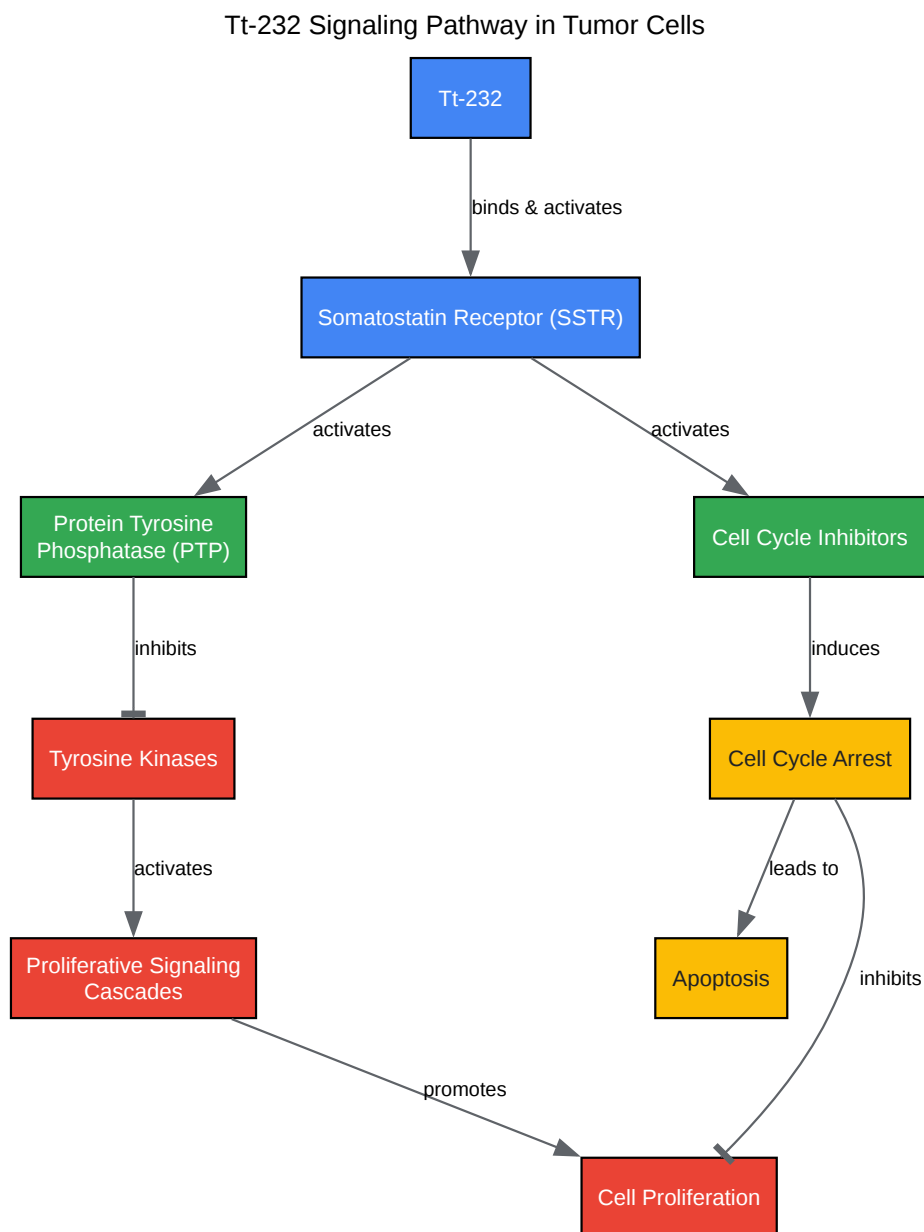 Tt-232 Signaling Pathway in Tumor Cells
Tt-232
binds & activates
Somatostatin Receptor (SSTR)
activates
activates
Protein Tyrosine
Phosphatase (PTP)
Cell Cycle Inhibitors
inhibits
induces
Tyrosine Kinases
Cell Cycle Arrest
activates
leads to
Proliferative Signaling
Cascades
Apoptosis
inhibits
promotes
Cell Proliferation